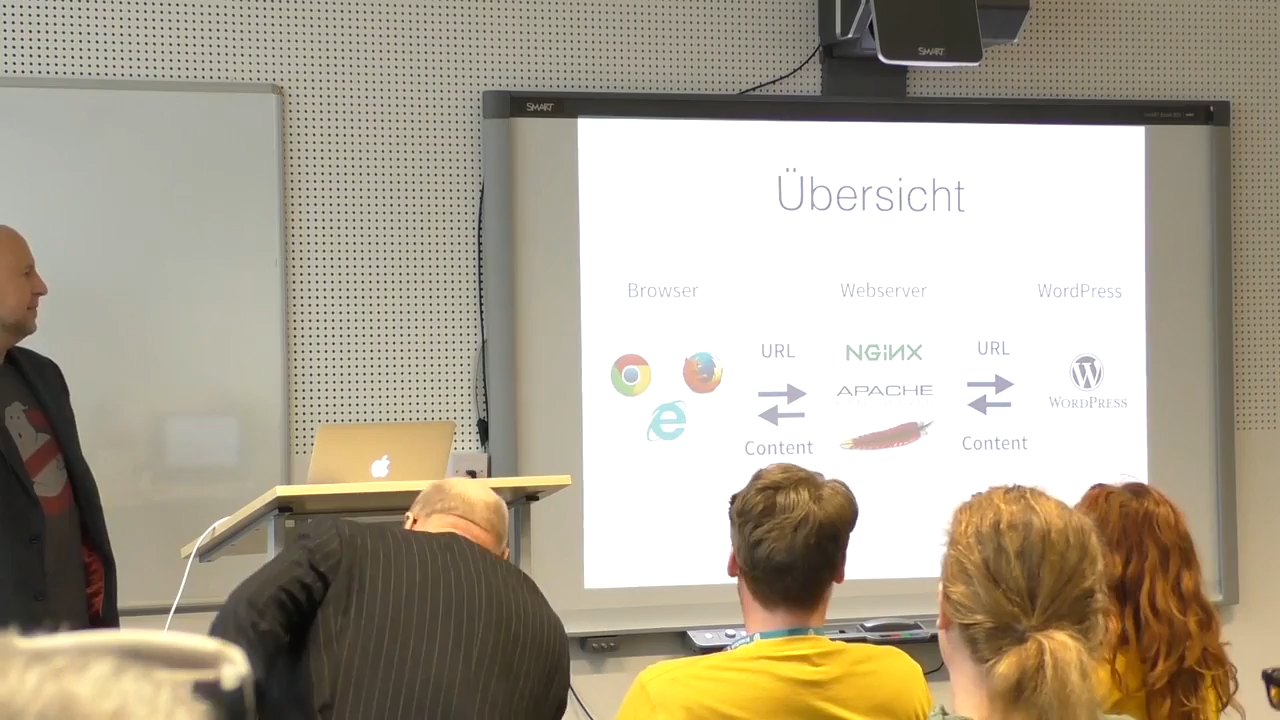 SMART
SMART
Übersicht
Browser
Webserver
WordPress
URL
NGiNX
URL
APACHE
WORDPRESS
Content
Content